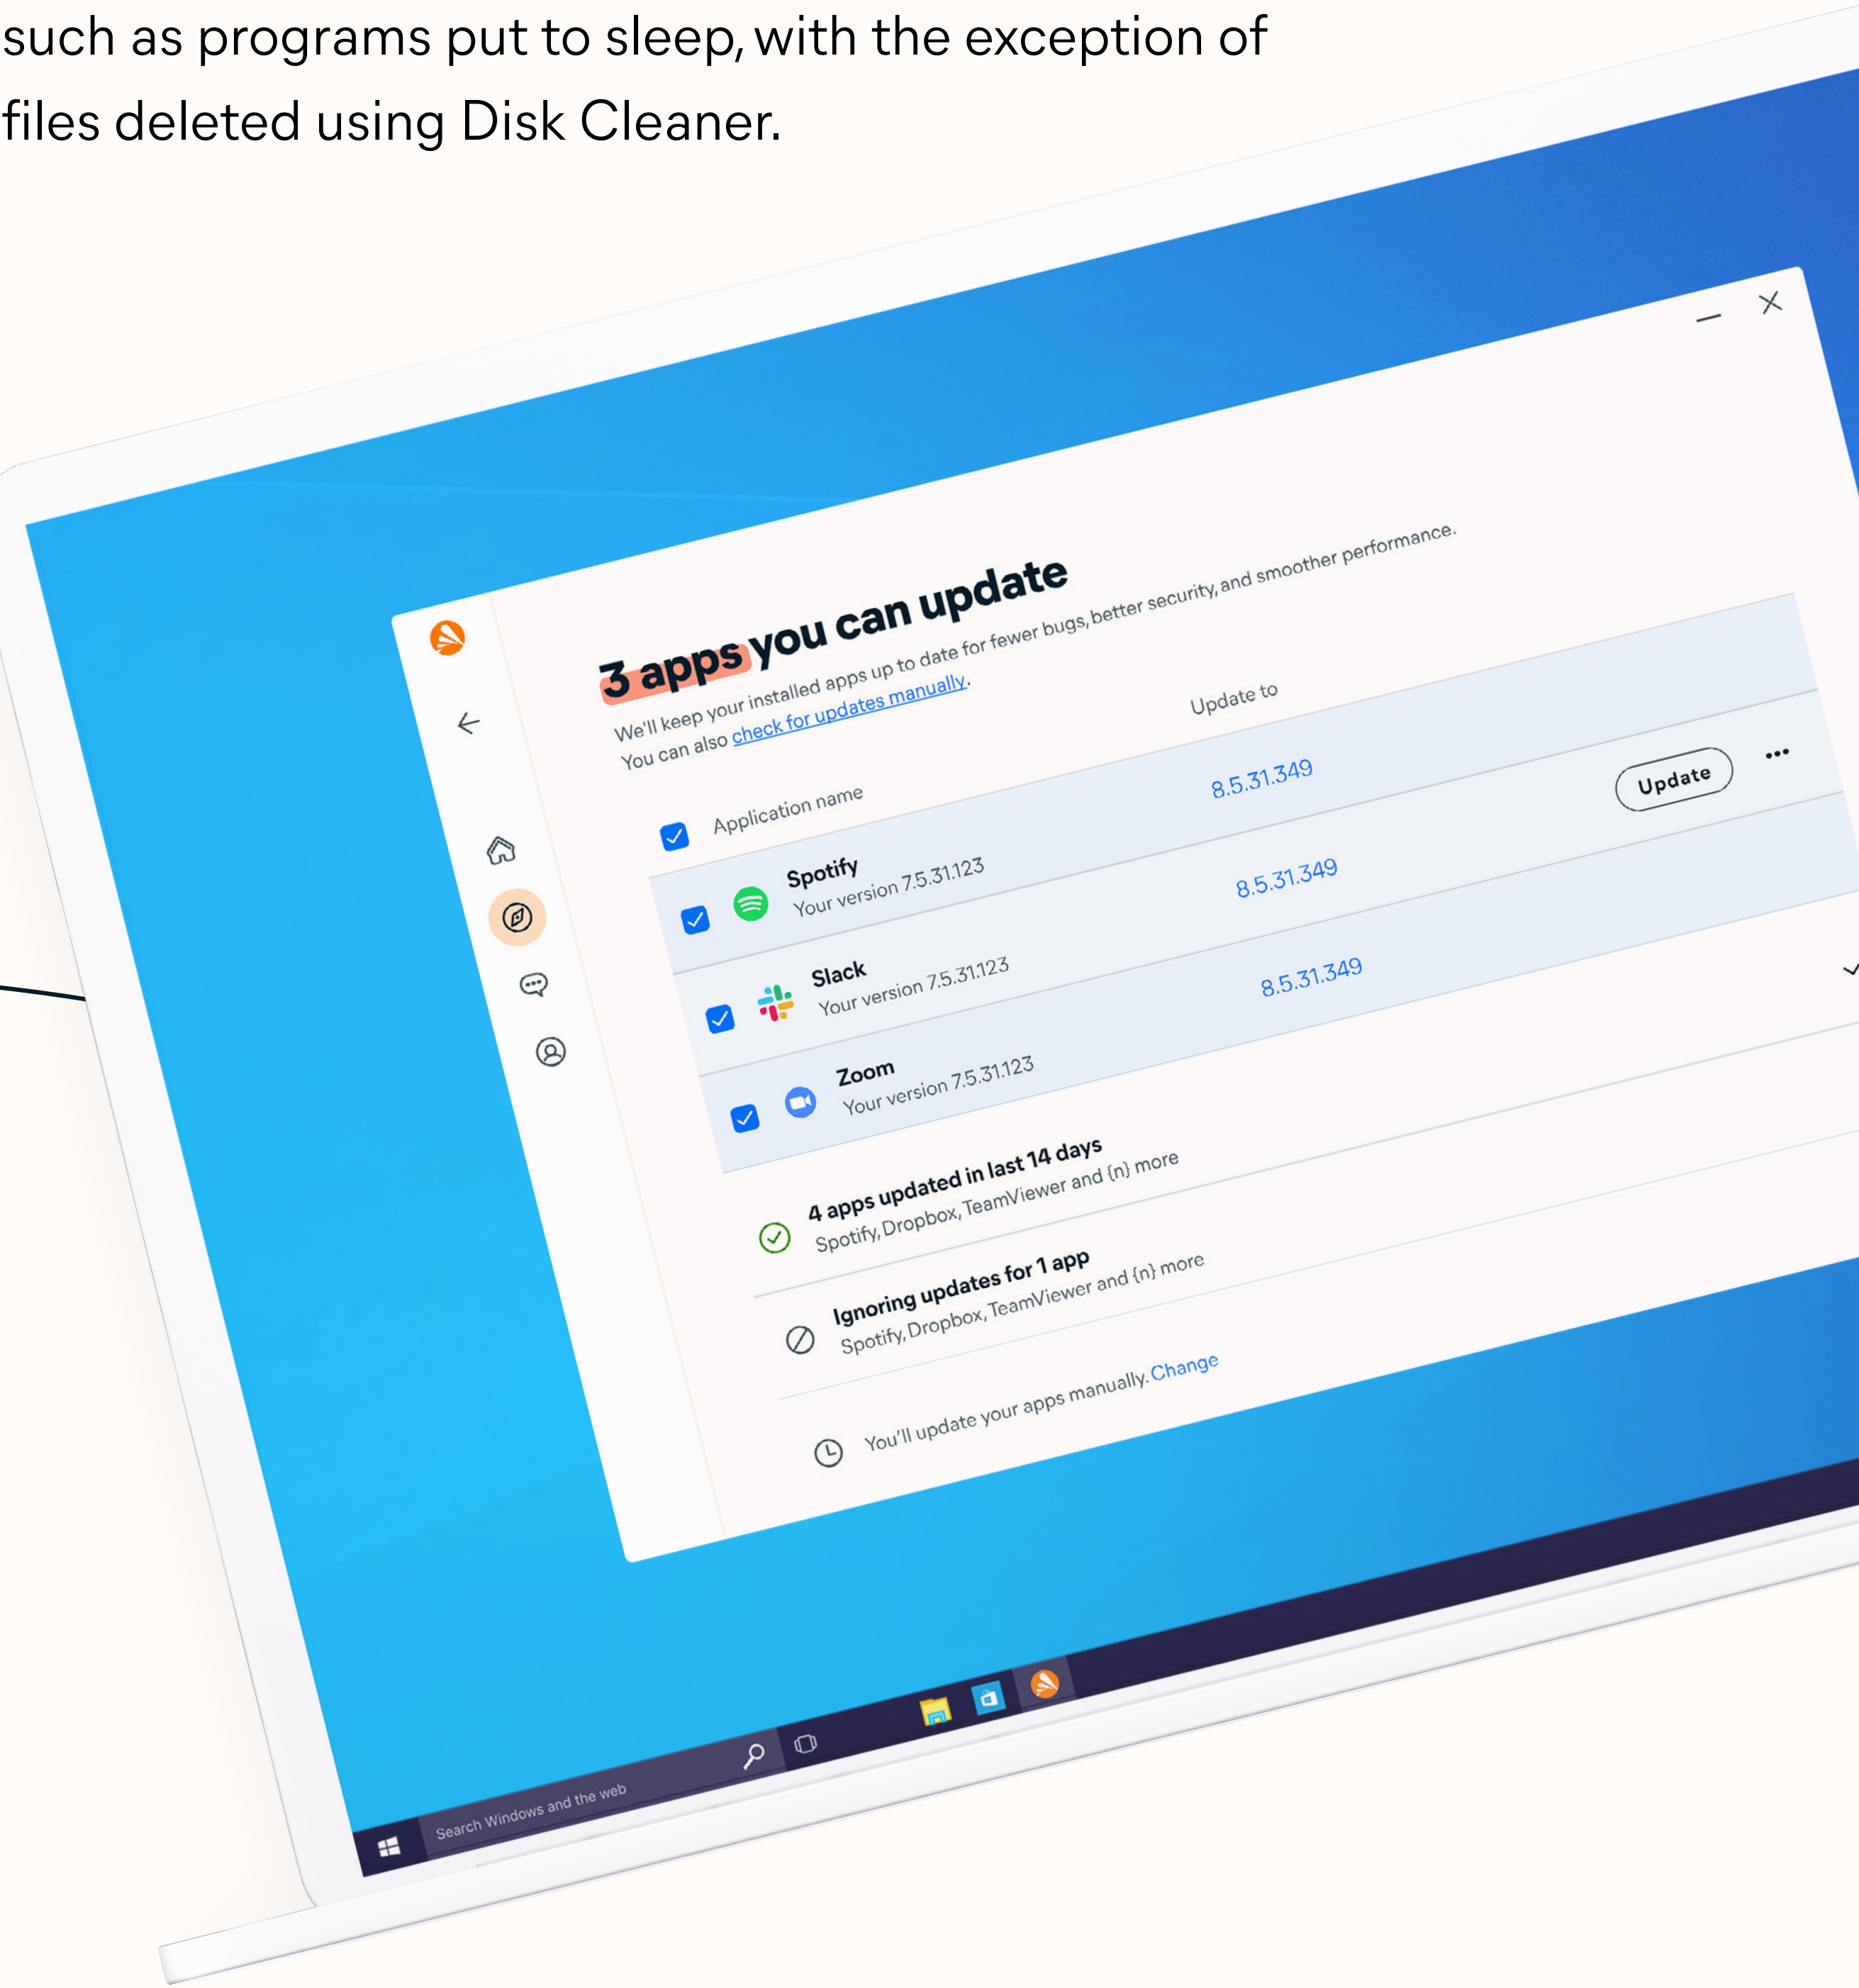 such as programs put to sleep, with the exception of
files deleted using Disk Cleaner.
3 apps you can update
We'll keep your installed apps up to date for fewer bugs, better security, and smoother performance.
You can also check for updates manually.
Application name
Update to
Spotify
Your version 7.5.31.123
8.5.31.349
Slack
Your version 7.5.31.123
8.5.31.349
Update
Zoom
Your version 7.5.31.123
8.5.31.349
4 apps updated in last 14 days
Spotify, Dropbox, TeamViewer and {n} more
Ignoring updates for 1 app
Spotify, Dropbox, TeamViewer and {n} more
You'll update your apps manually. Change
Search Windows and the web